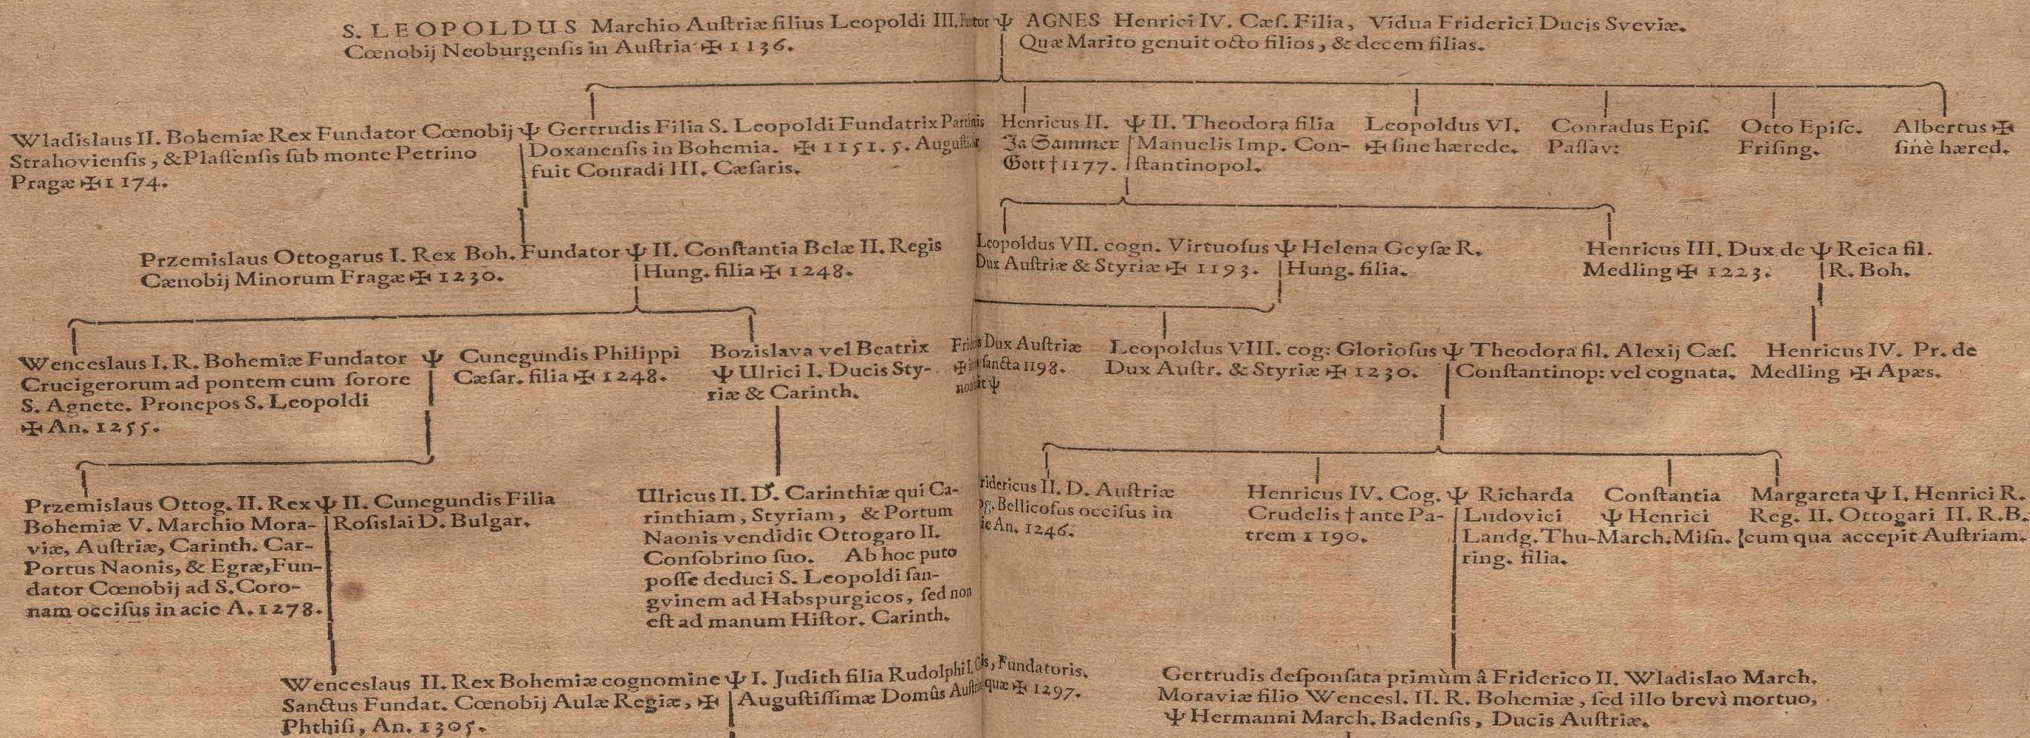 S. LEOPOLDUS Marchio Auſtriæ filius Leopoldi III. Ψ AGNES Henrici IV. Cæſ. Filia, Vidua Friderici Ducis Sveviæ.
Cœnobij Neoburgenſis in Auſtria ✠ 1136.
Quæ Marito genuit octo filios, & decem filias.
Wladislaus II. Bohemiæ Rex Fundator Cœnobij Ψ
Strahovienſis, & Plaſſenſis ſub monte Petrino
Pragæ ✠ 1174.
Gertrudis Filia S. Leopoldi Fundatrix
Doxanenſis in Bohemia. ✠ 1151. 5. Auguſti
fuit Conradi III. Cæſaris.
Henricus II. Ψ
Ja Sammer
Gott † 1177.
II. Theodora filia
Manuelis Imp. Con-
ſtantinopol.
Leopoldus VI.
✠ ſine hærede.
Conradus Epiſ.
Paſſav:
Otto Epiſc.
Friſing.
Albertus ✠
ſinè hæred.
Przemislaus Ottogarus I. Rex Boh. Fundator Ψ
Cœnobij Minorum Fragæ ✠ 1230.
II. Conſtantia Belæ II. Regis
Hung. filia ✠ 1248.
Leopoldus VII. cogn. Virtuoſus Ψ
Dux Auſtriæ & Styriæ ✠ 1193.
Helena Geyſæ R.
Hung. filia.
Henricus III. Dux de Ψ
Medling ✠ 1223.
Reica fil.
R. Boh.
Wenceslaus I. R. Bohemiæ Fundator Ψ
Crucigerorum ad pontem cum ſorore
S. Agnete. Pronepos S. Leopoldi
✠ An. 1255.
Cunegundis Philippi
Cæſar. filia ✠ 1248.
Bozislava vel Beatrix
Ψ Ulrici I. Ducis Sty-
riæ & Carinth.
Dux Auſtriæ
ſancta 1198.
Ψ
Leopoldus VIII. cog: Glorioſus Ψ
Dux Auſtr. & Styriæ ✠ 1230.
Theodora fil. Alexij Cæſ.
Conſtantinop: vel cognata.
Henricus IV. Pr. de
Medling ✠ Apæs.
Przemislaus Ottog. II. Rex Ψ
Bohemiæ V. Marchio Mora-
viæ, Auſtriæ, Carinth. Car-
Portus Naonis, & Egræ, Fun-
dator Cœnobij ad S. Coro-
nam occiſus in acie A. 1278.
II. Cunegundis Filia
Roſislai D. Bulgar.
Ulricus II. D. Carinthiæ qui Ca-
rinthiam, Styriam, & Portum
Naonis vendidit Ottogaro II.
Conſobrino ſuo. Ab hoc puto
poſſe deduci S. Leopoldi ſan-
gvinem ad Habspurgicos, ſed non
eſt ad manum Hiſtor. Carinth.
ridericus II. D. Auſtriæ
Bellicoſus occiſus in
An. 1246.
Henricus IV. Cog. Ψ
Crudelis † ante Pa-
trem 1190.
Richarda
Ludovici
Landg. Thu-
ring. filia.
Conſtantia
Ψ Henrici
March. Miſn.
Margareta Ψ I. Henrici R.
Reg. II. Ottogari II. R. B.
cum qua accepit Auſtriam.
Wenceslaus II. Rex Bohemiæ cognomine Ψ
Sanctus Fundat. Cœnobij Aulæ Regiæ, ✠
Phthiſi, An. 1305.
I. Judith filia Rudolphi I. Fundatoris,
Auguſtiſſimæ Domûs quæ ✠ 1297.
Gertrudis deſponſata primùm â Friderico II. Wladislao March.
Moraviæ filio Wencesl. II. R. Bohemiæ, ſed illo brevì mortuo,
Ψ Hermanni March. Badenſis, Ducis Auſtriæ.